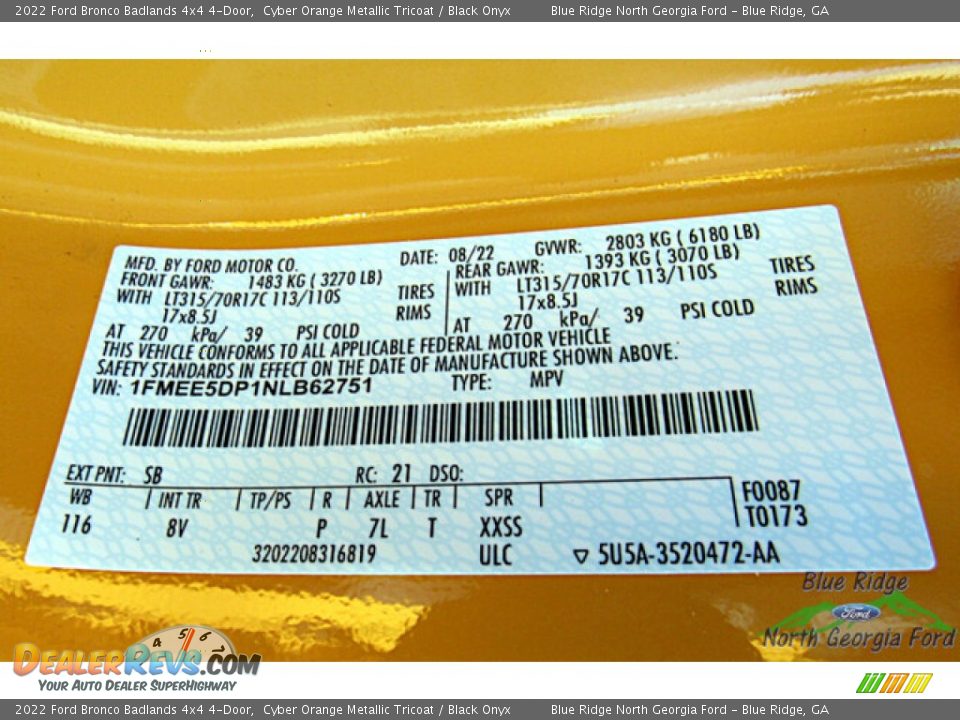 2022 Ford Bronco Badlands 4x4 4-Door, Cyber Orange Metallic Tricoat / Black Onyx Blue Ridge North Georgia Ford - Blue Ridge, GA
MFD. BY FORD MOTOR CO. DATE: 08/22 GVWR: 2803 KG ( 6180 LB)
FRONT GAWR: 1483 KG ( 3270 LB) REAR GAWR: 1393 KG ( 3070 LB)
WITH LT315/70R17C 113/110S TIRES WITH LT315/70R17C 113/110S TIRES
17x8.5J RIMS 17x8.5J RIMS
AT 270 kPa/ 39 PSI COLD AT 270 kPa/ 39 PSI COLD
THIS VEHICLE CONFORMS TO ALL APPLICABLE FEDERAL MOTOR VEHICLE
SAFETY STANDARDS IN EFFECT ON THE DATE OF MANUFACTURE SHOWN ABOVE.
VIN: 1FMEE5DP1NLB62751 TYPE: MPV
EXT PNT: SB RC: 21 DSO:
WB INT TR TP/PS R AXLE TR SPR F0087
116 8V P 7L T XXSS T0173
3202208316819 ULC 5U5A-3520472-AA
Blue Ridge
Ford
North Georgia Ford
4 5 6 7
DEALERREVS.COM
YOUR AUTO DEALER SUPERHIGHWAY
2022 Ford Bronco Badlands 4x4 4-Door, Cyber Orange Metallic Tricoat / Black Onyx Blue Ridge North Georgia Ford - Blue Ridge, GA